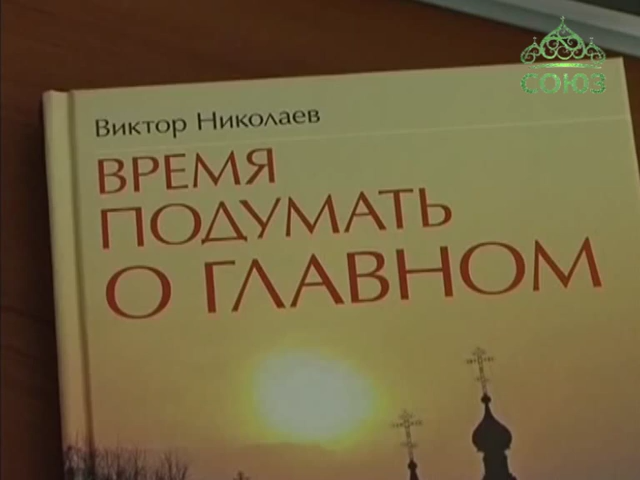 СОЮЗ
Виктор Николаев
ВРЕМЯ
ПОДУМАТЬ
О ГЛАВНОМ